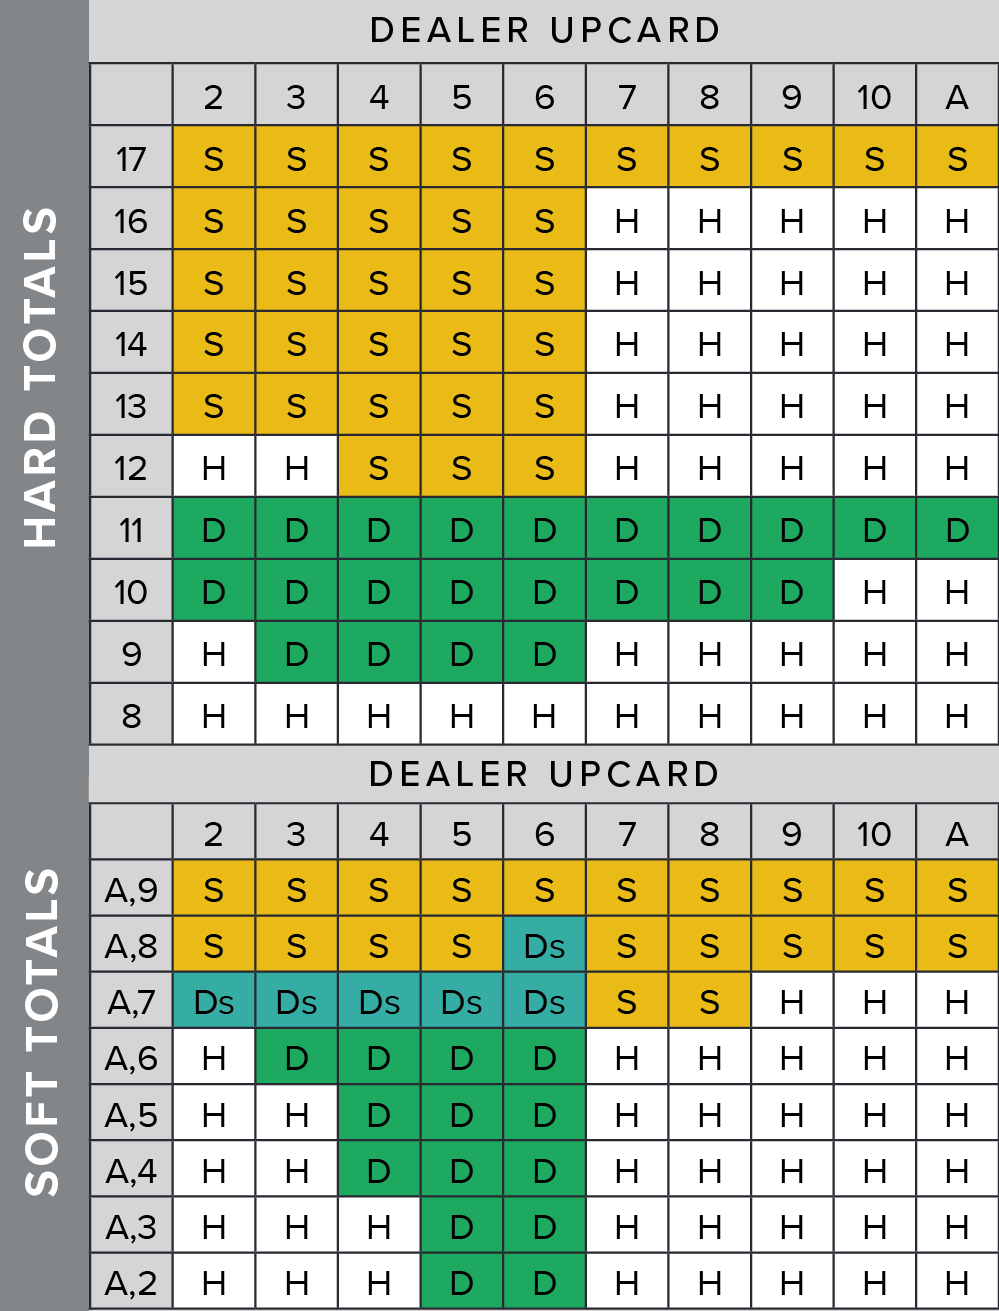 HARD TOTALS
DEALER UPCARD
2 3 4 5 6 7 8 9 10 A
17 S S S S S S S S S S
16 S S S S S H H H H H
15 S S S S S H H H H H
14 S S S S S H H H H H
13 S S S S S H H H H H
12 H H S S S H H H H H
11 D D D D D D D D D D
10 D D D D D D D D H H
9 H D D D D H H H H H
8 H H H H H H H H H H
SOFT TOTALS
DEALER UPCARD
2 3 4 5 6 7 8 9 10 A
A,9 S S S S S S S S S S
A,8 S S S S Ds S S S S S
A,7 Ds Ds Ds Ds Ds S S H H H
A,6 H D D D D H H H H H
A,5 H H D D D H H H H H
A,4 H H D D D H H H H H
A,3 H H H D D H H H H H
A,2 H H H D D H H H H H